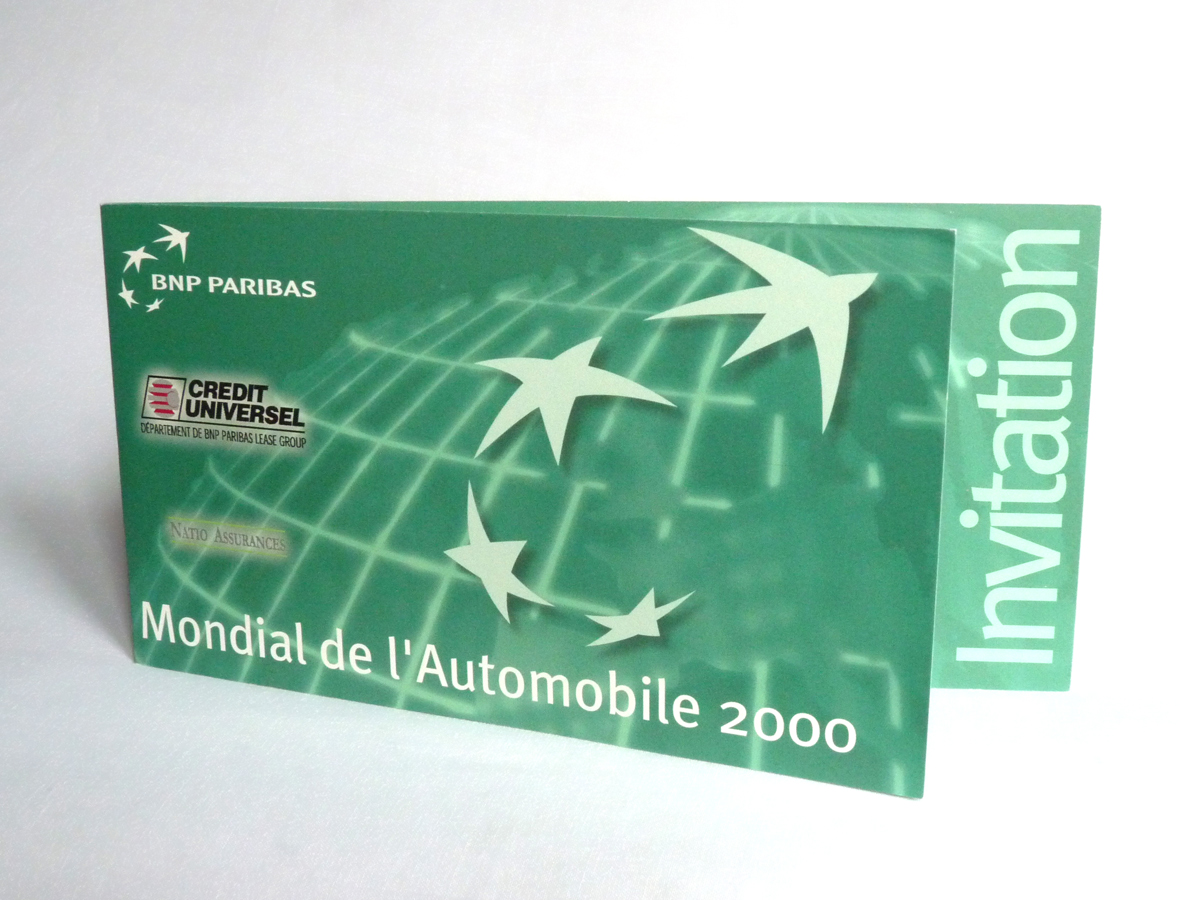 BNP PARIBAS
CREDIT
UNIVERSEL
DÉPARTEMENT DE BNP PARIBAS LEASE GROUP
NATIO ASSURANCES
Mondial de l'Automobile 2000
Invitation